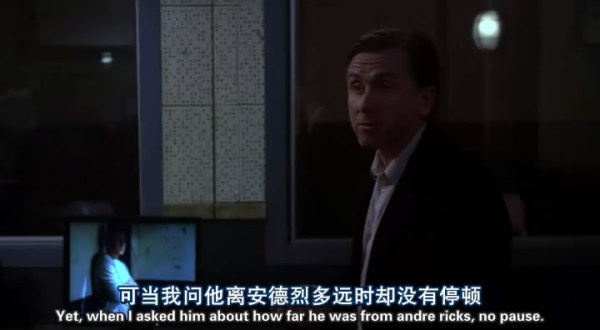 可当我问他离安德烈多远时却没有停顿
Yet, when I asked him about how far he was from andre ricks, no pause.